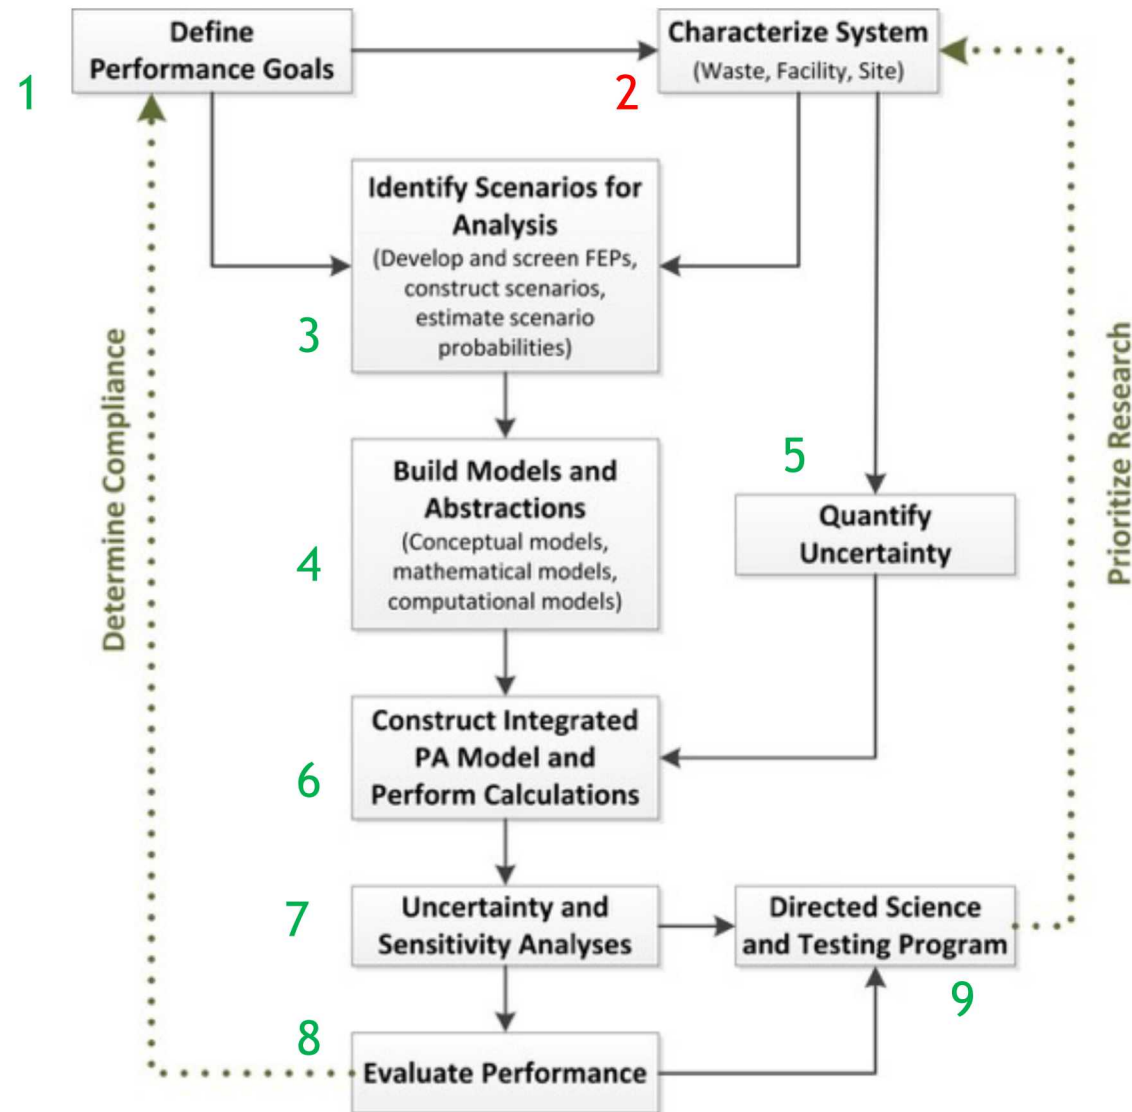 Define
Performance Goals
1
Characterize System
(Waste, Facility, Site)
2
Identify Scenarios for
Analysis
(Develop and screen FEPs,
construct scenarios,
estimate scenario
probabilities)
3
Build Models and
Abstractions
(Conceptual models,
mathematical models,
computational models)
4
5
Quantify
Uncertainty
Construct Integrated
PA Model and
Perform Calculations
6
Uncertainty and
Sensitivity Analyses
7
Directed Science
and Testing Program
9
8
Evaluate Performance
Determine Compliance
Prioritize Research